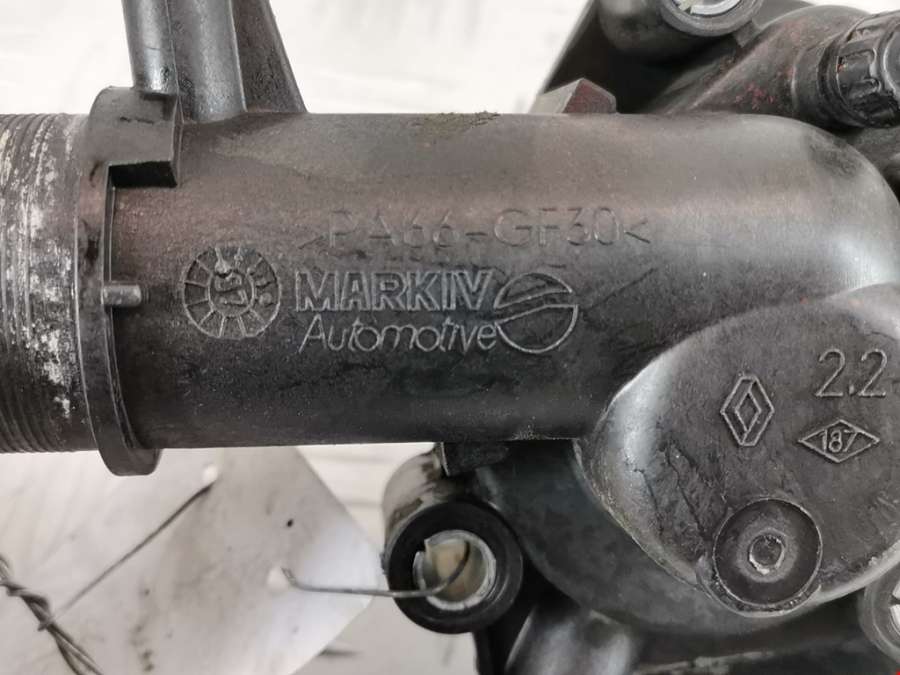 >PA66-GF30<
MARKIV
Automotive
2.2
187